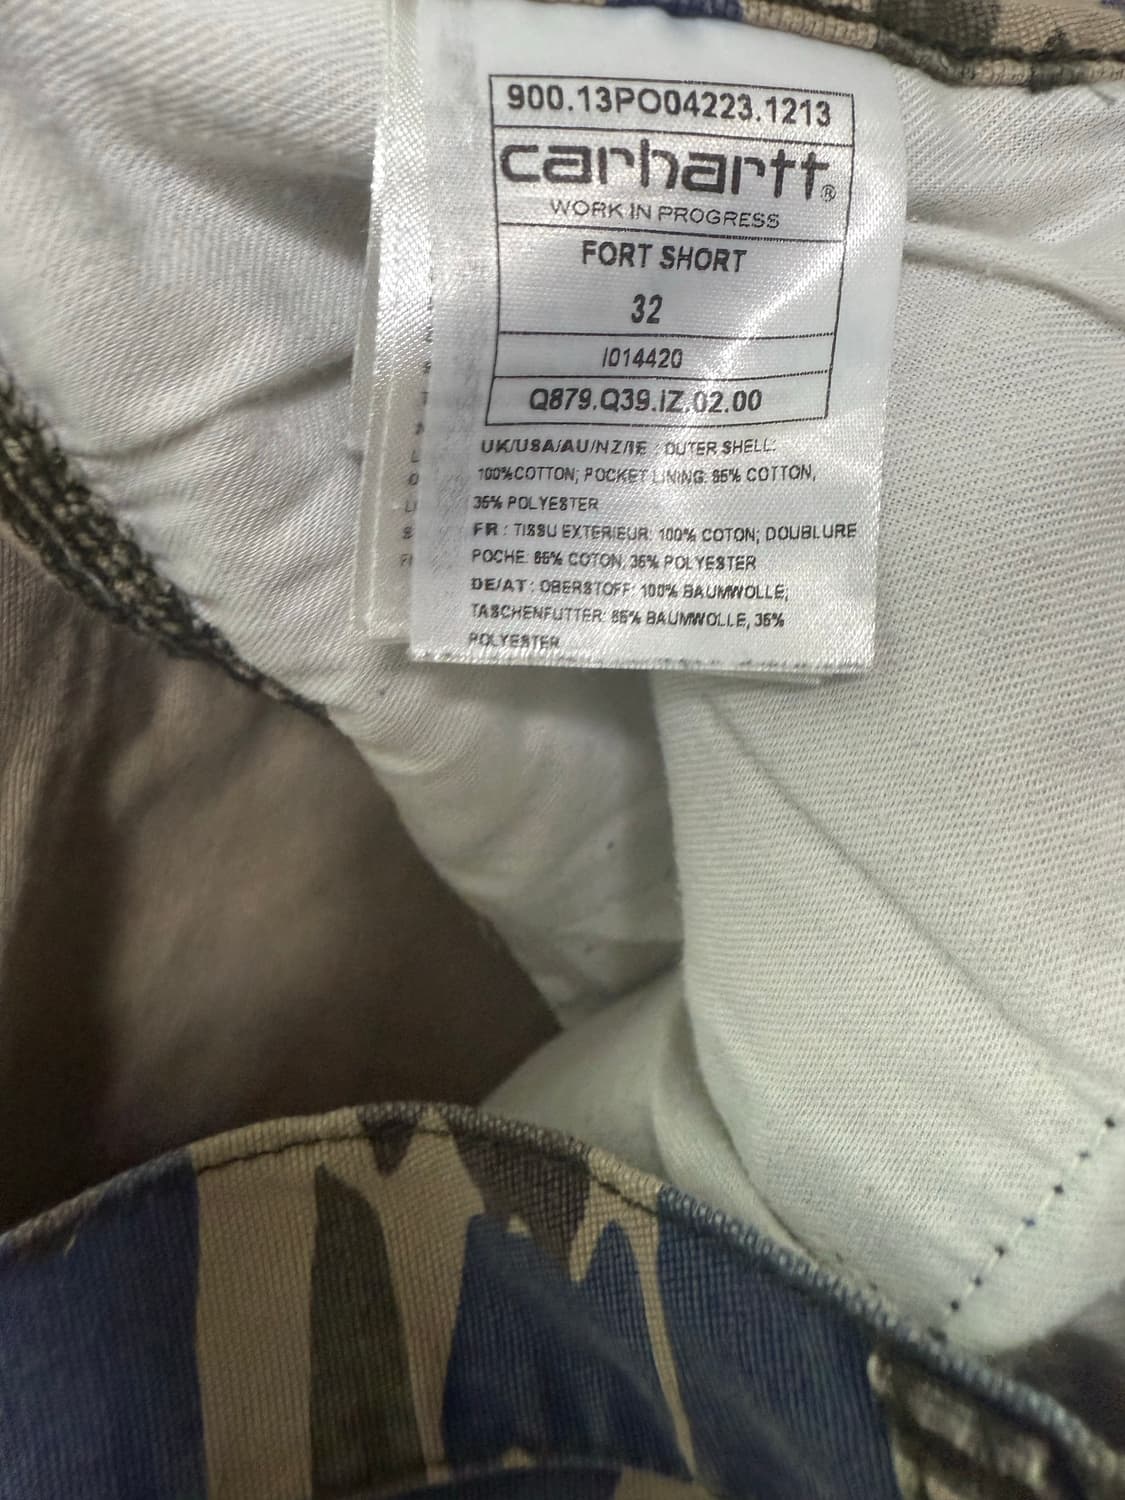 900.13PO04223.1213
carhartt®
WORK IN PROGRESS
FORT SHORT
32
I014420
Q879.Q39.IZ.02.00
UK/USA/AU/NZ/IE : OUTER SHELL:
100%COTTON; POCKET LINING: 65% COTTON,
35% POLYESTER
FR : TISSU EXTERIEUR: 100% COTON; DOUBLURE
POCHE: 65% COTON, 35% POLYESTER
DE/AT : OBERSTOFF: 100% BAUMWOLLE;
TASCHENFUTTER: 65% BAUMWOLLE, 35%
POLYESTER